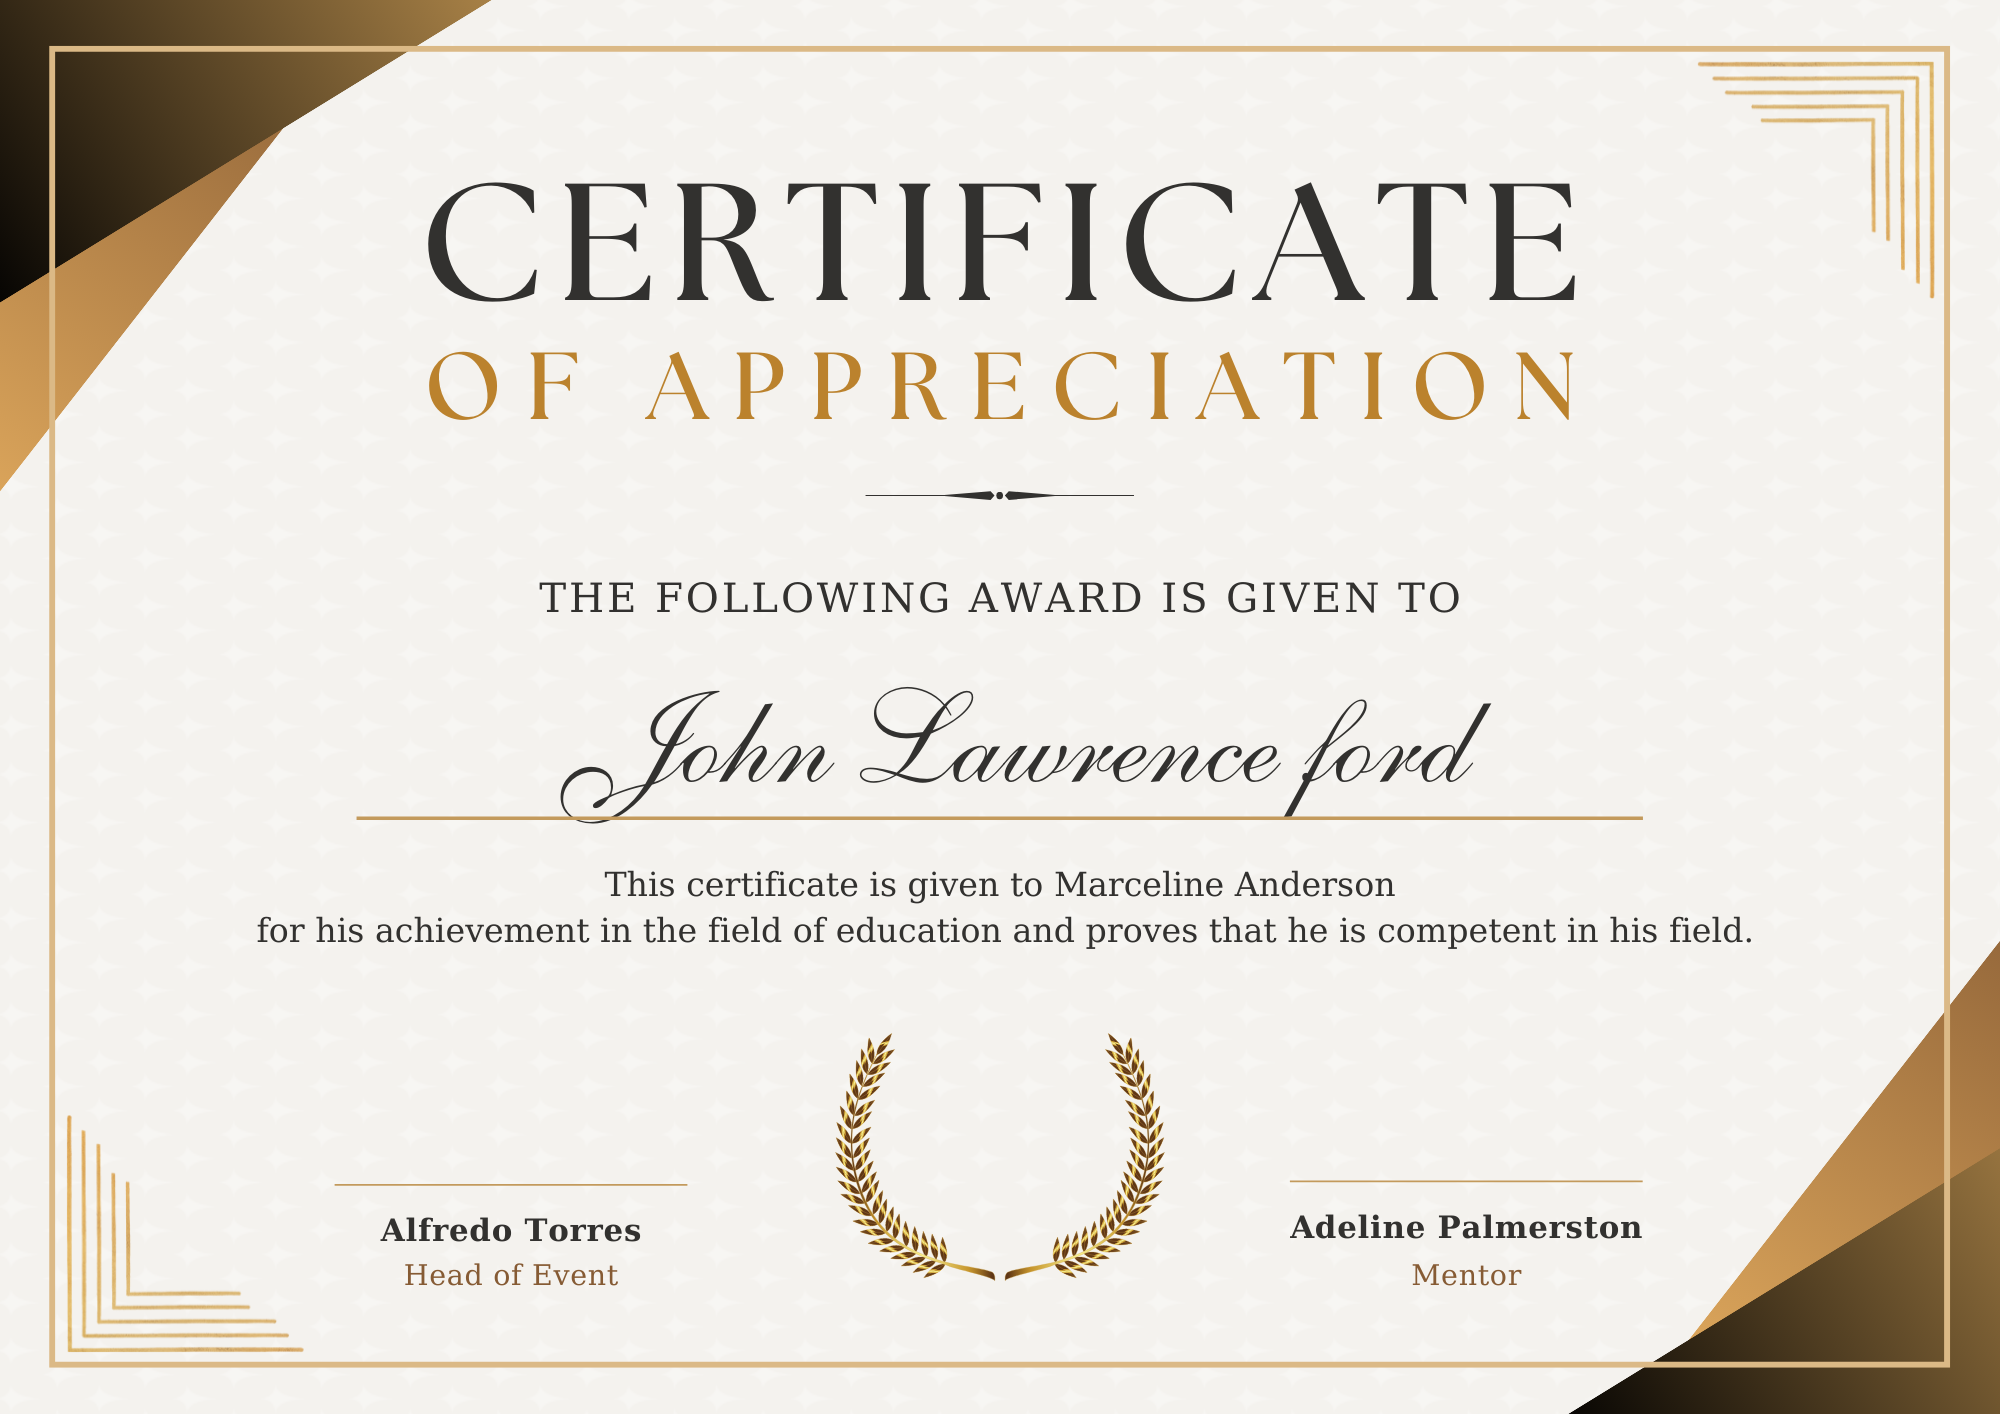 CERTIFICATE
OF APPRECIATION
THE FOLLOWING AWARD IS GIVEN TO
John Lawrence ford
This certificate is given to Marceline Anderson
for his achievement in the field of education and proves that he is competent in his field.
Alfredo Torres
Head of Event
Adeline Palmerston
Mentor